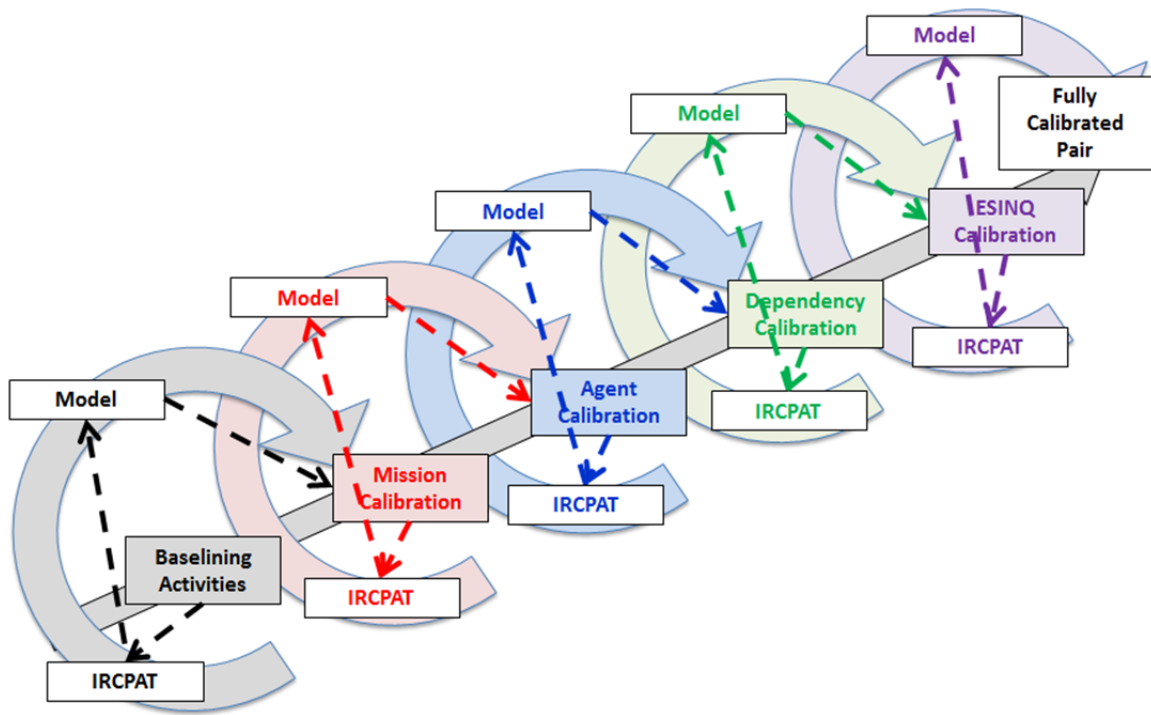 Model
Fully
Calibrated
Pair
Model
ESINQ
Calibration
Model
IRCPAT
Model
Dependency
Calibration
Model
IRCPAT
Agent
Calibration
Mission
Calibration
IRCPAT
Baselining
Activities
IRCPAT
IRCPAT